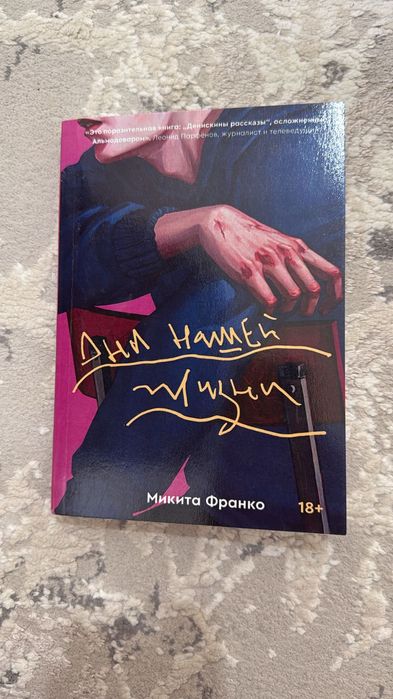 «Это поразительная книга: „Денискины рассказы“, осложненные
Альмодоваром». Леонид Парфенов, журналист и телеведущий
Дни нашей
жизни
Микита Франко
18+